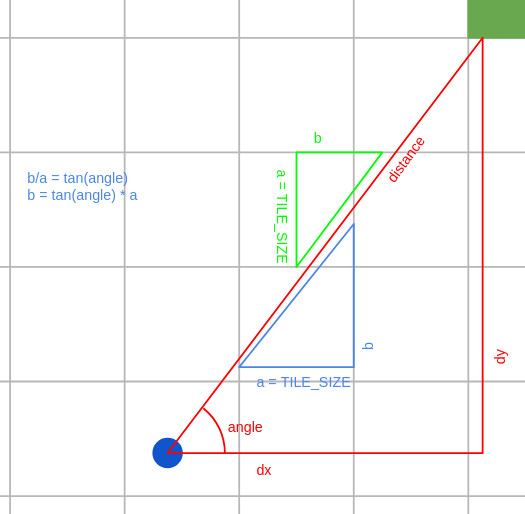 b
a = TILE_SIZE
distance
b/a = tan(angle)
b = tan(angle) * a
b
a = TILE_SIZE
dy
angle
dx